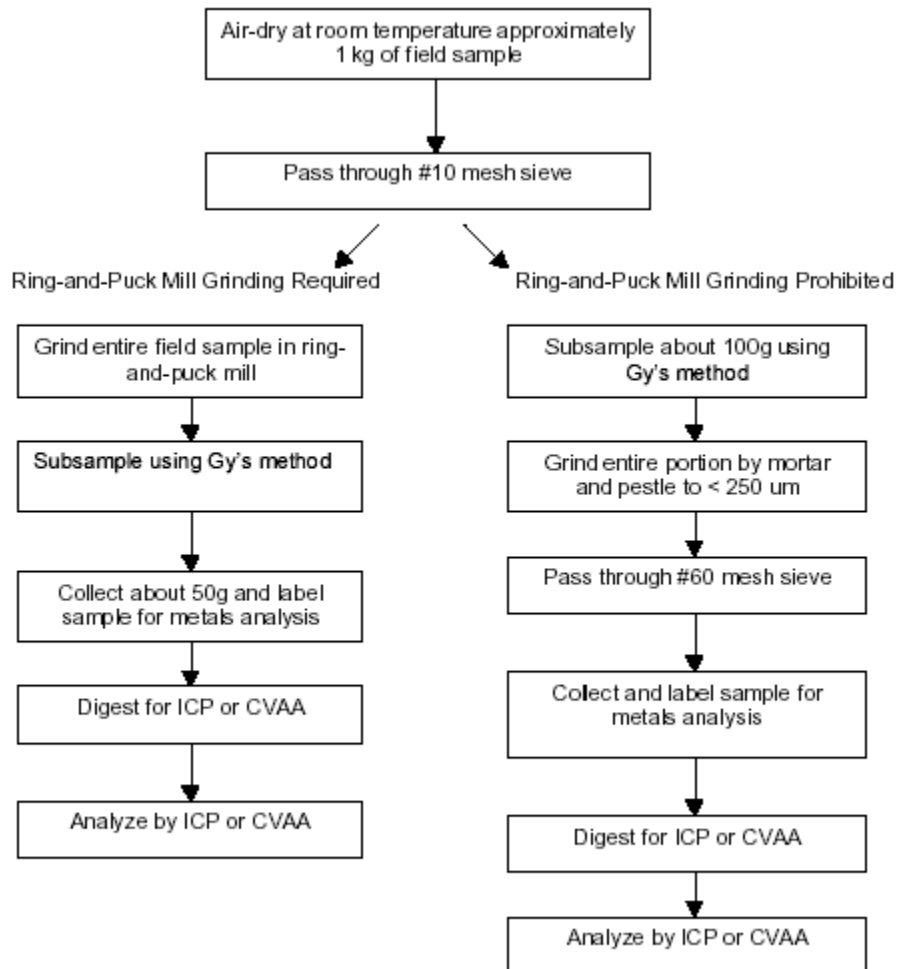 Air-dry at room temperature approximately
1 kg of field sample
Pass through #10 mesh sieve
Ring-and-Puck Mill Grinding Required
Grind entire field sample in ring-
and-puck mill
Subsample using Gy's method
Collect about 50g and label
sample for metals analysis
Digest for ICP or CVAA
Analyze by ICP or CVAA
Ring-and-Puck Mill Grinding Prohibited
Subsample about 100g using
Gy's method
Grind entire portion by mortar
and pestle to < 250 um
Pass through #60 mesh sieve
Collect and label sample for
metals analysis
Digest for ICP or CVAA
Analyze by ICP or CVAA